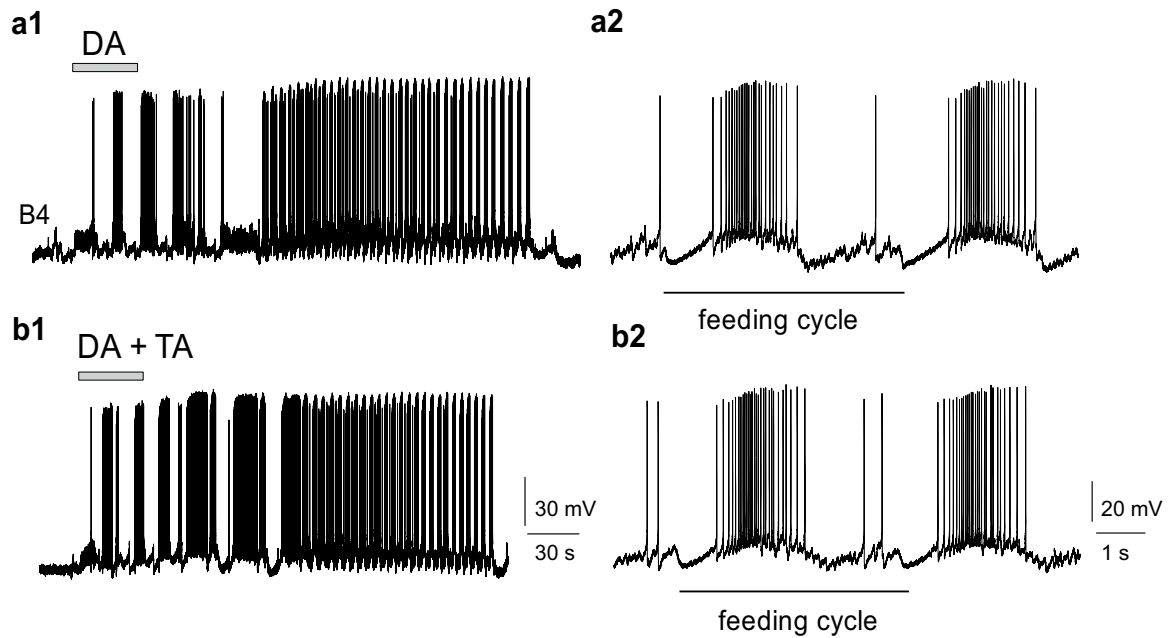 a1
DA
B4
a2
feeding cycle
b1
DA + TA
30 mV
30 s
b2
feeding cycle
20 mV
1 s